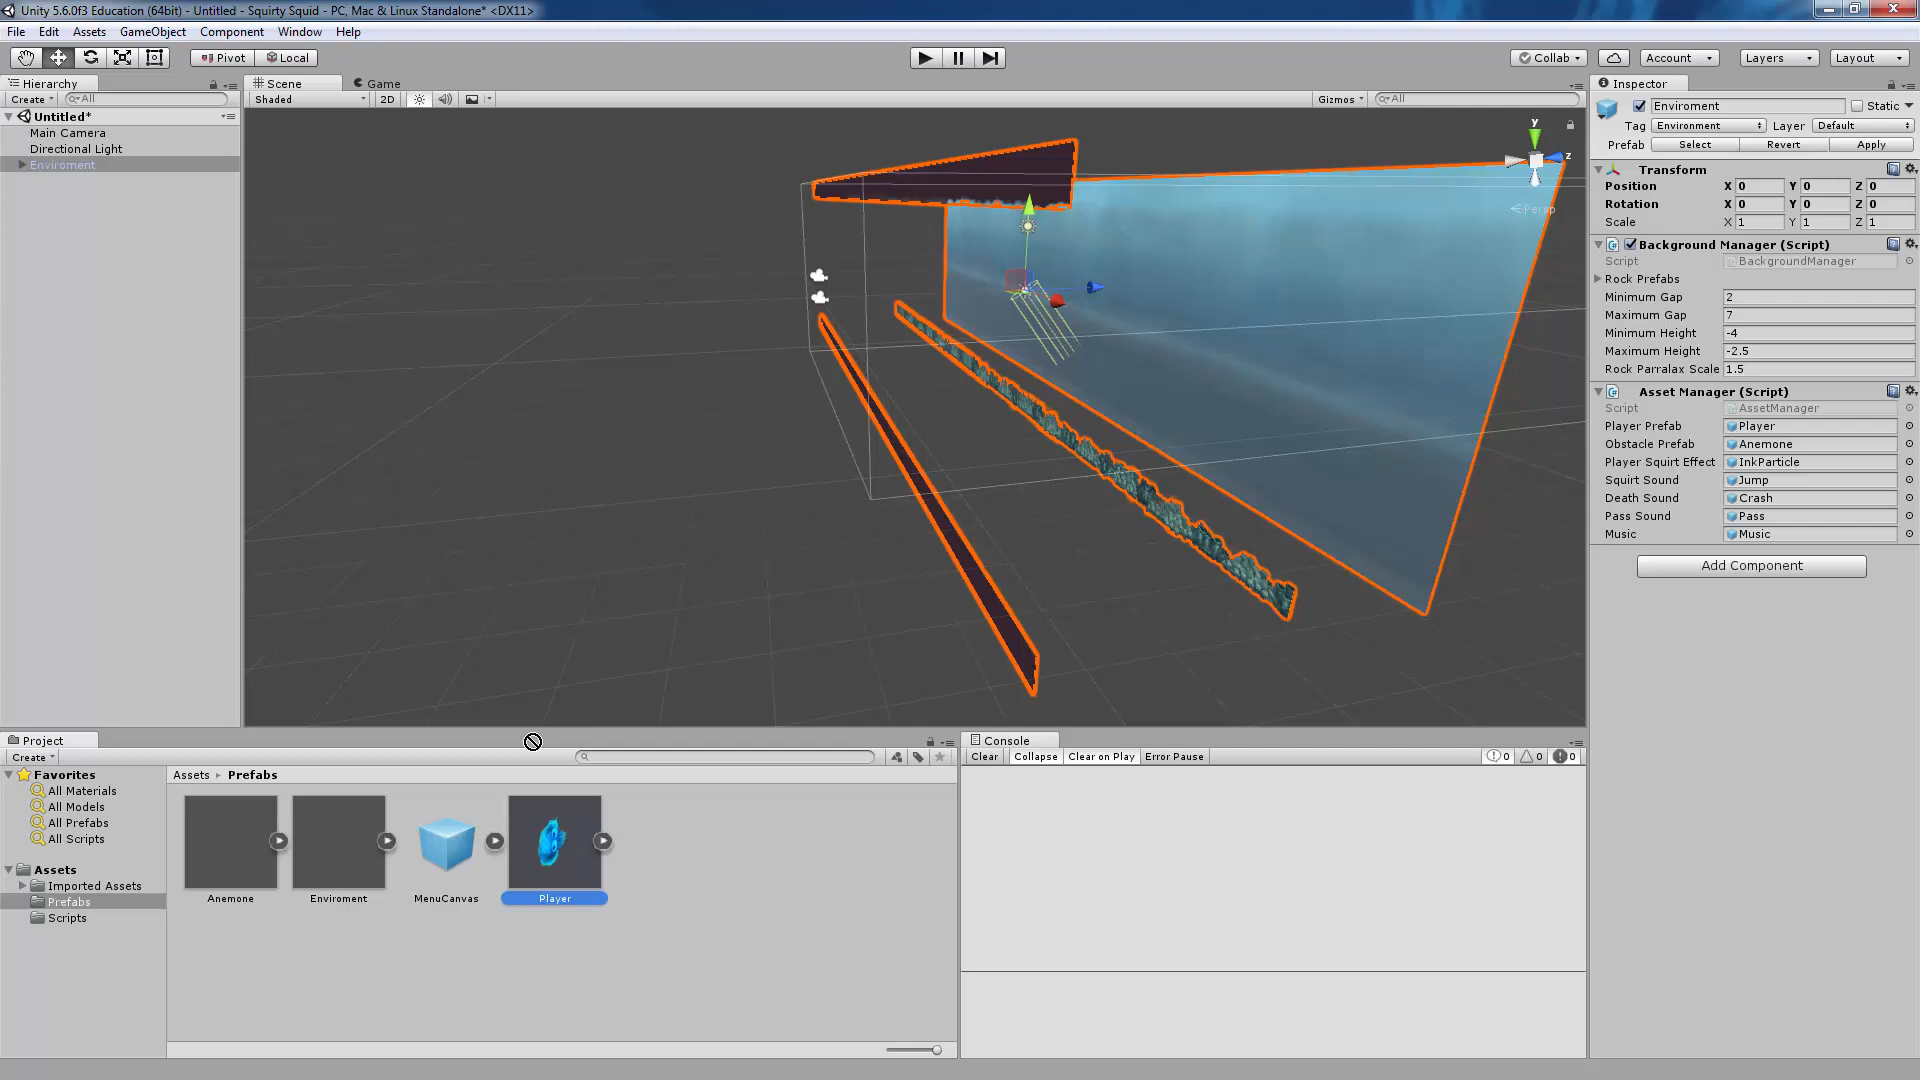 Unity 5.6.0f3 Education (64bit) - Untitled - Squirty Squid - PC, Mac & Linux Standalone* <DX11>
File Edit Assets GameObject Component Window Help
Pivot Local Collab Account Layers Layout
Hierarchy
Create All
Untitled*
Main Camera
Directional Light
Enviroment
Scene Game
Shaded 2D Gizmos All
y
z
Persp
Inspector
Enviroment Static
Tag Environment Layer Default
Prefab Select Revert Apply
Transform
Position X 0 Y 0 Z 0
Rotation X 0 Y 0 Z 0
Scale X 1 Y 1 Z 1
Background Manager (Script)
Script BackgroundManager
Rock Prefabs
Minimum Gap 2
Maximum Gap 7
Minimum Height -4
Maximum Height -2.5
Rock Parralax Scale 1.5
Asset Manager (Script)
Script AssetManager
Player Prefab Player
Obstacle Prefab Anemone
Player Squirt Effect InkParticle
Squirt Sound Jump
Death Sound Crash
Pass Sound Pass
Music Music
Add Component
Project
Create
Favorites
All Materials
All Models
All Prefabs
All Scripts
Assets
Imported Assets
Prefabs
Scripts
Assets Prefabs
Anemone Enviroment MenuCanvas Player
Console
Clear Collapse Clear on Play Error Pause 0 0 0